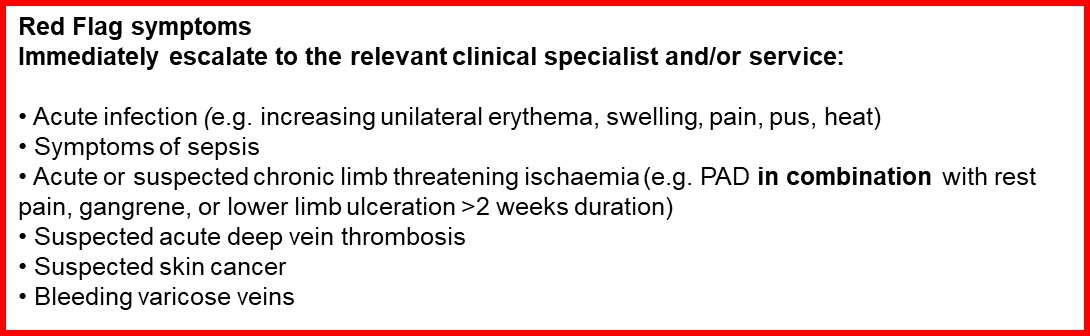 Red Flag symptoms
Immediately escalate to the relevant clinical specialist and/or service:
• Acute infection (e.g. increasing unilateral erythema, swelling, pain, pus, heat)
• Symptoms of sepsis
• Acute or suspected chronic limb threatening ischaemia (e.g. PAD in combination with rest
pain, gangrene, or lower limb ulceration >2 weeks duration)
• Suspected acute deep vein thrombosis
• Suspected skin cancer
• Bleeding varicose veins